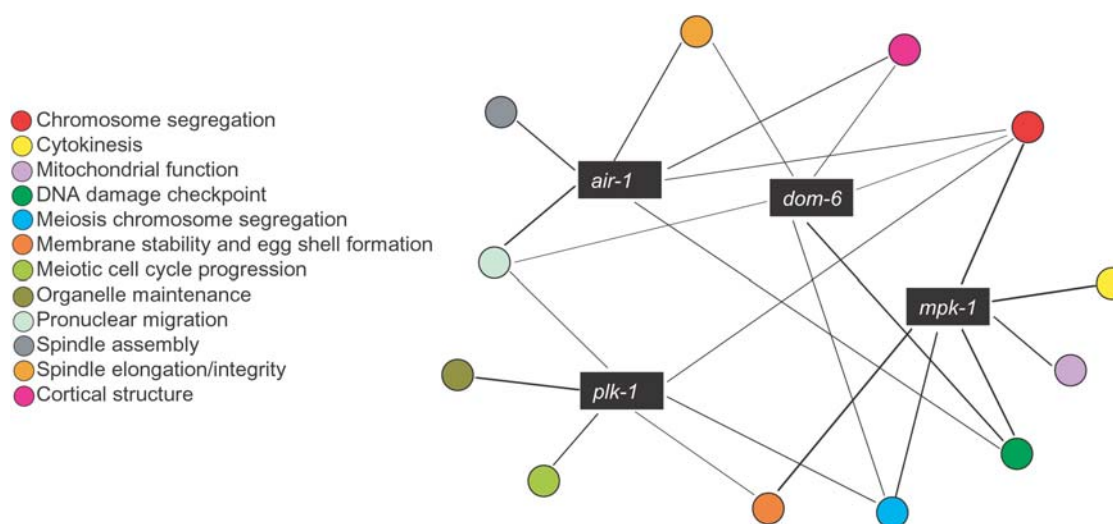 Chromosome segregation
Cytokinesis
Mitochondrial function
DNA damage checkpoint
Meiosis chromosome segregation
Membrane stability and egg shell formation
Meiotic cell cycle progression
Organelle maintenance
Pronuclear migration
Spindle assembly
Spindle elongation/integrity
Cortical structure
air-1
dom-6
mpk-1
plk-1